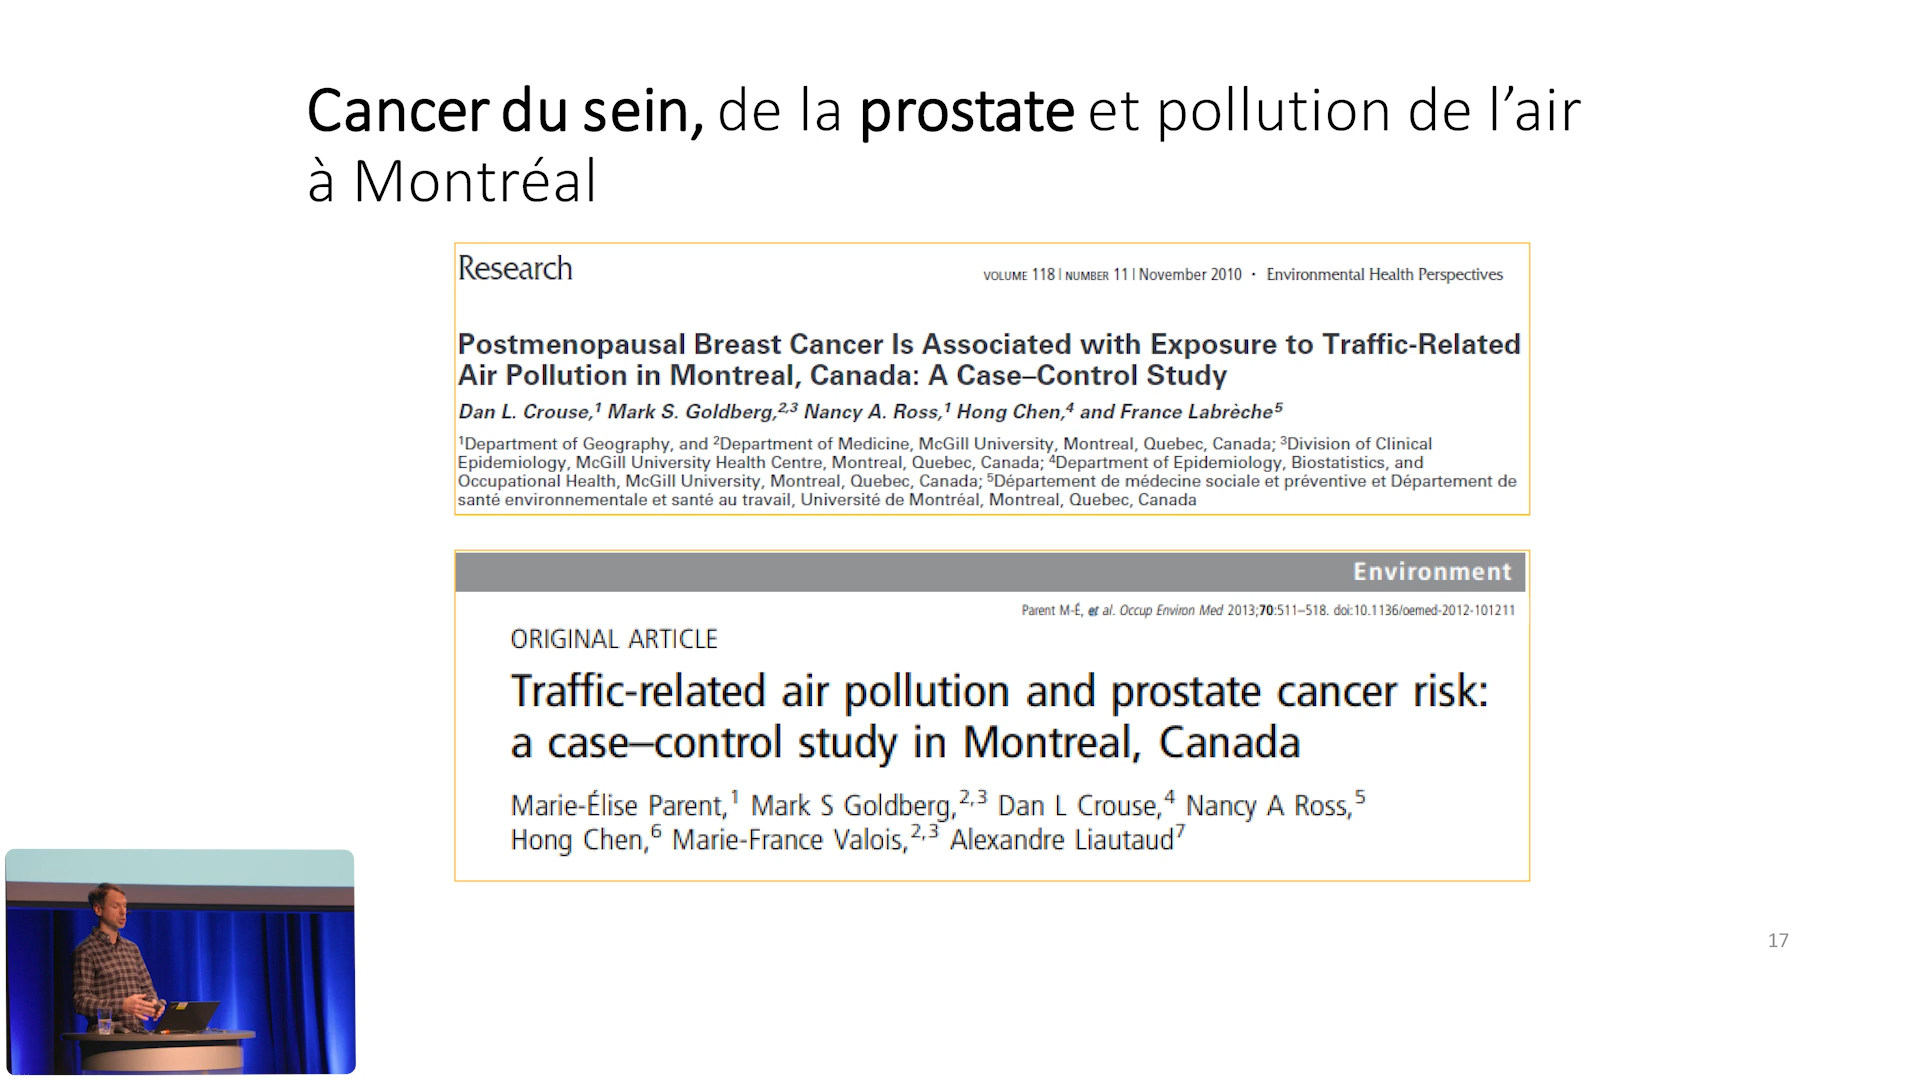 Cancer du sein, de la prostate et pollution de l’air
à Montréal
Research
VOLUME 118 | NUMBER 11 | November 2010 · Environmental Health Perspectives
Postmenopausal Breast Cancer Is Associated with Exposure to Traffic-Related
Air Pollution in Montreal, Canada: A Case–Control Study
Dan L. Crouse,1 Mark S. Goldberg,2,3 Nancy A. Ross,1 Hong Chen,4 and France Labrèche5
1Department of Geography, and 2Department of Medicine, McGill University, Montreal, Quebec, Canada; 3Division of Clinical
Epidemiology, McGill University Health Centre, Montreal, Quebec, Canada; 4Department of Epidemiology, Biostatistics, and
Occupational Health, McGill University, Montreal, Quebec, Canada; 5Département de médecine sociale et préventive et Département de
santé environnementale et santé au travail, Université de Montréal, Montreal, Quebec, Canada
Environment
Parent M-É, et al. Occup Environ Med 2013;70:511–518. doi:10.1136/oemed-2012-101211
ORIGINAL ARTICLE
Traffic-related air pollution and prostate cancer risk:
a case–control study in Montreal, Canada
Marie-Élise Parent,1 Mark S Goldberg,2,3 Dan L Crouse,4 Nancy A Ross,5
Hong Chen,6 Marie-France Valois,2,3 Alexandre Liautaud7
17